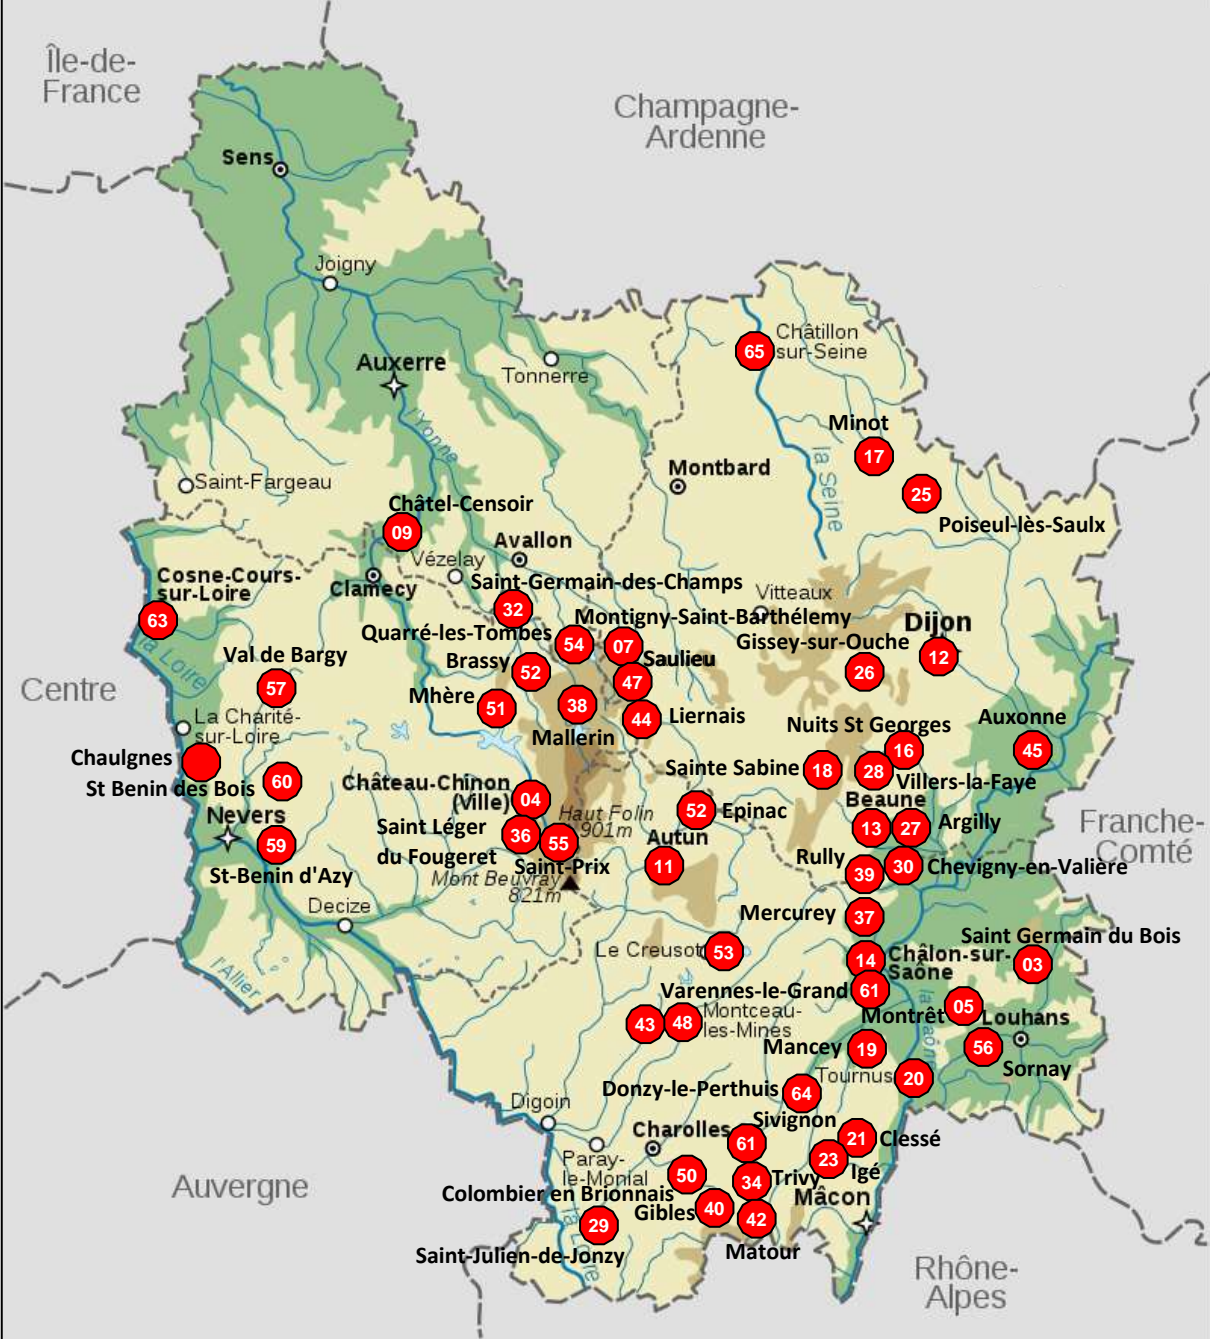 Île-de-
France
Champagne-
Ardenne
Sens
Joigny
Châtillon
65
sur-Seine
Auxerre
Tonnerre
l'Yonne
Minot
17
la Seine
Montbard
Saint-Fargeau
25
Poiseul-lès-Saulx
Châtel-Censoir
09
Avallon
Vézelay
Clamecy
Cosne-Cours-
sur-Loire
63
Saint-Germain-des-Champs
32
Vitteaux
Montigny-Saint-Barthélemy
Quarré-les-Tombes
54
07
Dijon
Gissey-sur-Ouche
12
26
la Loire
Val de Bargy
57
Brassy
52
Saulieu
47
Centre
Mhère
51
38
Mallerin
44
Liernais
La Charité-
sur-Loire
Nuits St Georges
16
Auxonne
45
Chaulgnes
St Benin des Bois
60
Château-Chinon
(Ville)
04
Sainte Sabine
18
28
Villers-la-Faye
Nevers
59
St-Benin d'Azy
Haut Folin
901m
52
Epinac
Beaune
13
27
Argilly
Saint Léger
du Fougeret
36
55
Saint-Prix
Autun
11
Franche-
Comté
Mont Beuvray
821m
Rully
39
30
Chevigny-en-Valière
Decize
Mercurey
37
Le Creusot
53
14
Châlon-sur-
Saône
Saint Germain du Bois
03
l'Allier
Varennes-le-Grand
61
la Saône
Montrêt
05
Louhans
43
48
Montceau-
les-Mines
Mancey
19
56
Sornay
Donzy-le-Perthuis
64
Tournus
20
Digoin
Charolles
61
Sivignon
21
Clessé
23
Igé
Paray-
le-Monial
50
34
Trivy
Auvergne
Colombier en Brionnais
Gibles
40
42
Matour
Mâcon
29
Saint-Julien-de-Jonzy
la Loire
Rhône-
Alpes